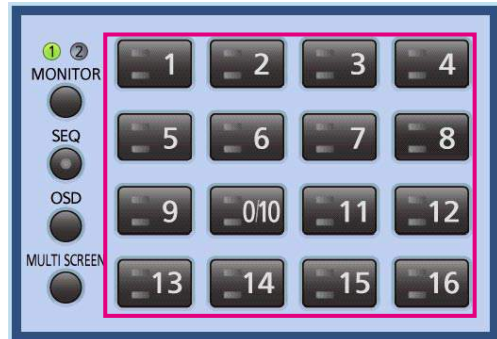 1 2
MONITOR
SEQ
OSD
MULTI SCREEN
1 2 3 4
5 6 7 8
9 0/10 11 12
13 14 15 16